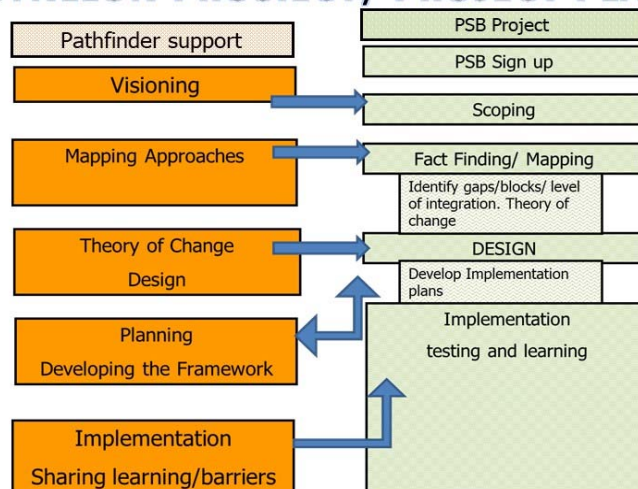 Pathfinder support
Visioning
Mapping Approaches
Theory of Change
Design
Planning
Developing the Framework
Implementation
Sharing learning/barriers
PSB Project
PSB Sign up
Scoping
Fact Finding/ Mapping
Identify gaps/blocks/ level
of integration. Theory of
change
DESIGN
Develop Implementation
plans
Implementation
testing and learning